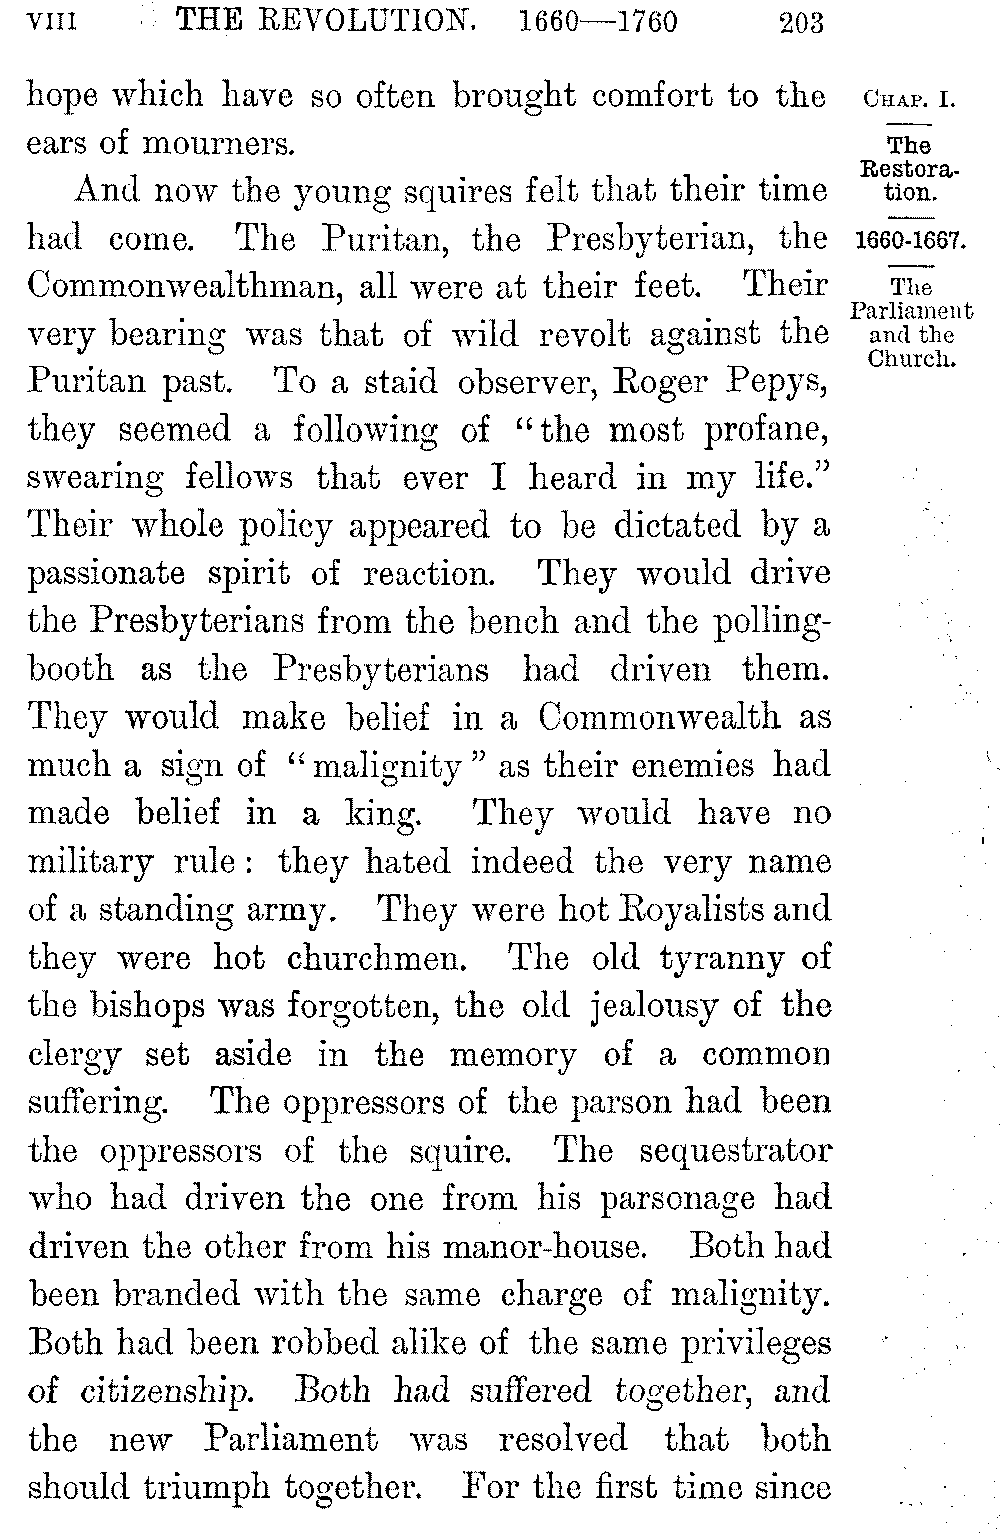 VIII THE REVOLUTION. 1660—1760 203
hope which have so often brought comfort to the
ears of mourners.
And now the young squires felt that their time
had come. The Puritan, the Presbyterian, the
Commonwealthman, all were at their feet. Their
very bearing was that of wild revolt against the
Puritan past. To a staid observer, Roger Pepys,
they seemed a following of "the most profane,
swearing fellows that ever I heard in my life."
Their whole policy appeared to be dictated by a
passionate spirit of reaction. They would drive
the Presbyterians from the bench and the polling-
booth as the Presbyterians had driven them.
They would make belief in a Commonwealth as
much a sign of "malignity" as their enemies had
made belief in a king. They would have no
military rule: they hated indeed the very name
of a standing army. They were hot Royalists and
they were hot churchmen. The old tyranny of
the bishops was forgotten, the old jealousy of the
clergy set aside in the memory of a common
suffering. The oppressors of the parson had been
the oppressors of the squire. The sequestrator
who had driven the one from his parsonage had
driven the other from his manor-house. Both had
been branded with the same charge of malignity.
Both had been robbed alike of the same privileges
of citizenship. Both had suffered together, and
the new Parliament was resolved that both
should triumph together. For the first time since
CHAP. I.
The
Restora-
tion.
1660-1667.
The
Parliament
and the
Church.